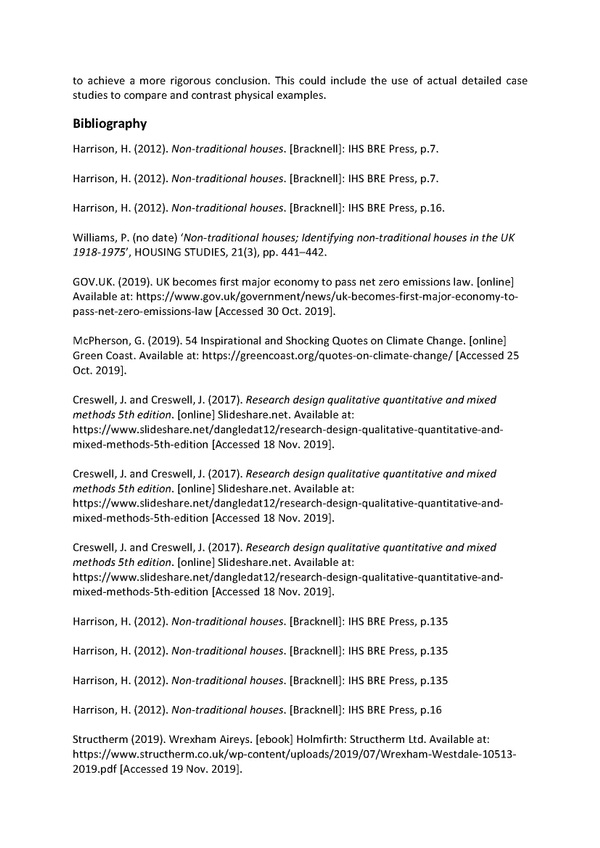 to achieve a more rigorous conclusion. This could include the use of actual detailed case
studies to compare and contrast physical examples.
Bibliography
Harrison, H. (2012). Non-traditional houses. [Bracknell]: IHS BRE Press, p.7.
Harrison, H. (2012). Non-traditional houses. [Bracknell]: IHS BRE Press, p.7.
Harrison, H. (2012). Non-traditional houses. [Bracknell]: IHS BRE Press, p.16.
Williams, P. (no date) ‘Non-traditional houses; Identifying non-traditional houses in the UK
1918-1975’, HOUSING STUDIES, 21(3), pp. 441–442.
GOV.UK. (2019). UK becomes first major economy to pass net zero emissions law. [online]
Available at: https://www.gov.uk/government/news/uk-becomes-first-major-economy-to-
pass-net-zero-emissions-law [Accessed 30 Oct. 2019].
McPherson, G. (2019). 54 Inspirational and Shocking Quotes on Climate Change. [online]
Green Coast. Available at: https://greencoast.org/quotes-on-climate-change/ [Accessed 25
Oct. 2019].
Creswell, J. and Creswell, J. (2017). Research design qualitative quantitative and mixed
methods 5th edition. [online] Slideshare.net. Available at:
https://www.slideshare.net/dangledat12/research-design-qualitative-quantitative-and-
mixed-methods-5th-edition [Accessed 18 Nov. 2019].
Creswell, J. and Creswell, J. (2017). Research design qualitative quantitative and mixed
methods 5th edition. [online] Slideshare.net. Available at:
https://www.slideshare.net/dangledat12/research-design-qualitative-quantitative-and-
mixed-methods-5th-edition [Accessed 18 Nov. 2019].
Creswell, J. and Creswell, J. (2017). Research design qualitative quantitative and mixed
methods 5th edition. [online] Slideshare.net. Available at:
https://www.slideshare.net/dangledat12/research-design-qualitative-quantitative-and-
mixed-methods-5th-edition [Accessed 18 Nov. 2019].
Harrison, H. (2012). Non-traditional houses. [Bracknell]: IHS BRE Press, p.135
Harrison, H. (2012). Non-traditional houses. [Bracknell]: IHS BRE Press, p.135
Harrison, H. (2012). Non-traditional houses. [Bracknell]: IHS BRE Press, p.135
Harrison, H. (2012). Non-traditional houses. [Bracknell]: IHS BRE Press, p.16
Structherm (2019). Wrexham Aireys. [ebook] Holmfirth: Structherm Ltd. Available at:
https://www.structherm.co.uk/wp-content/uploads/2019/07/Wrexham-Westdale-10513-
2019.pdf [Accessed 19 Nov. 2019].